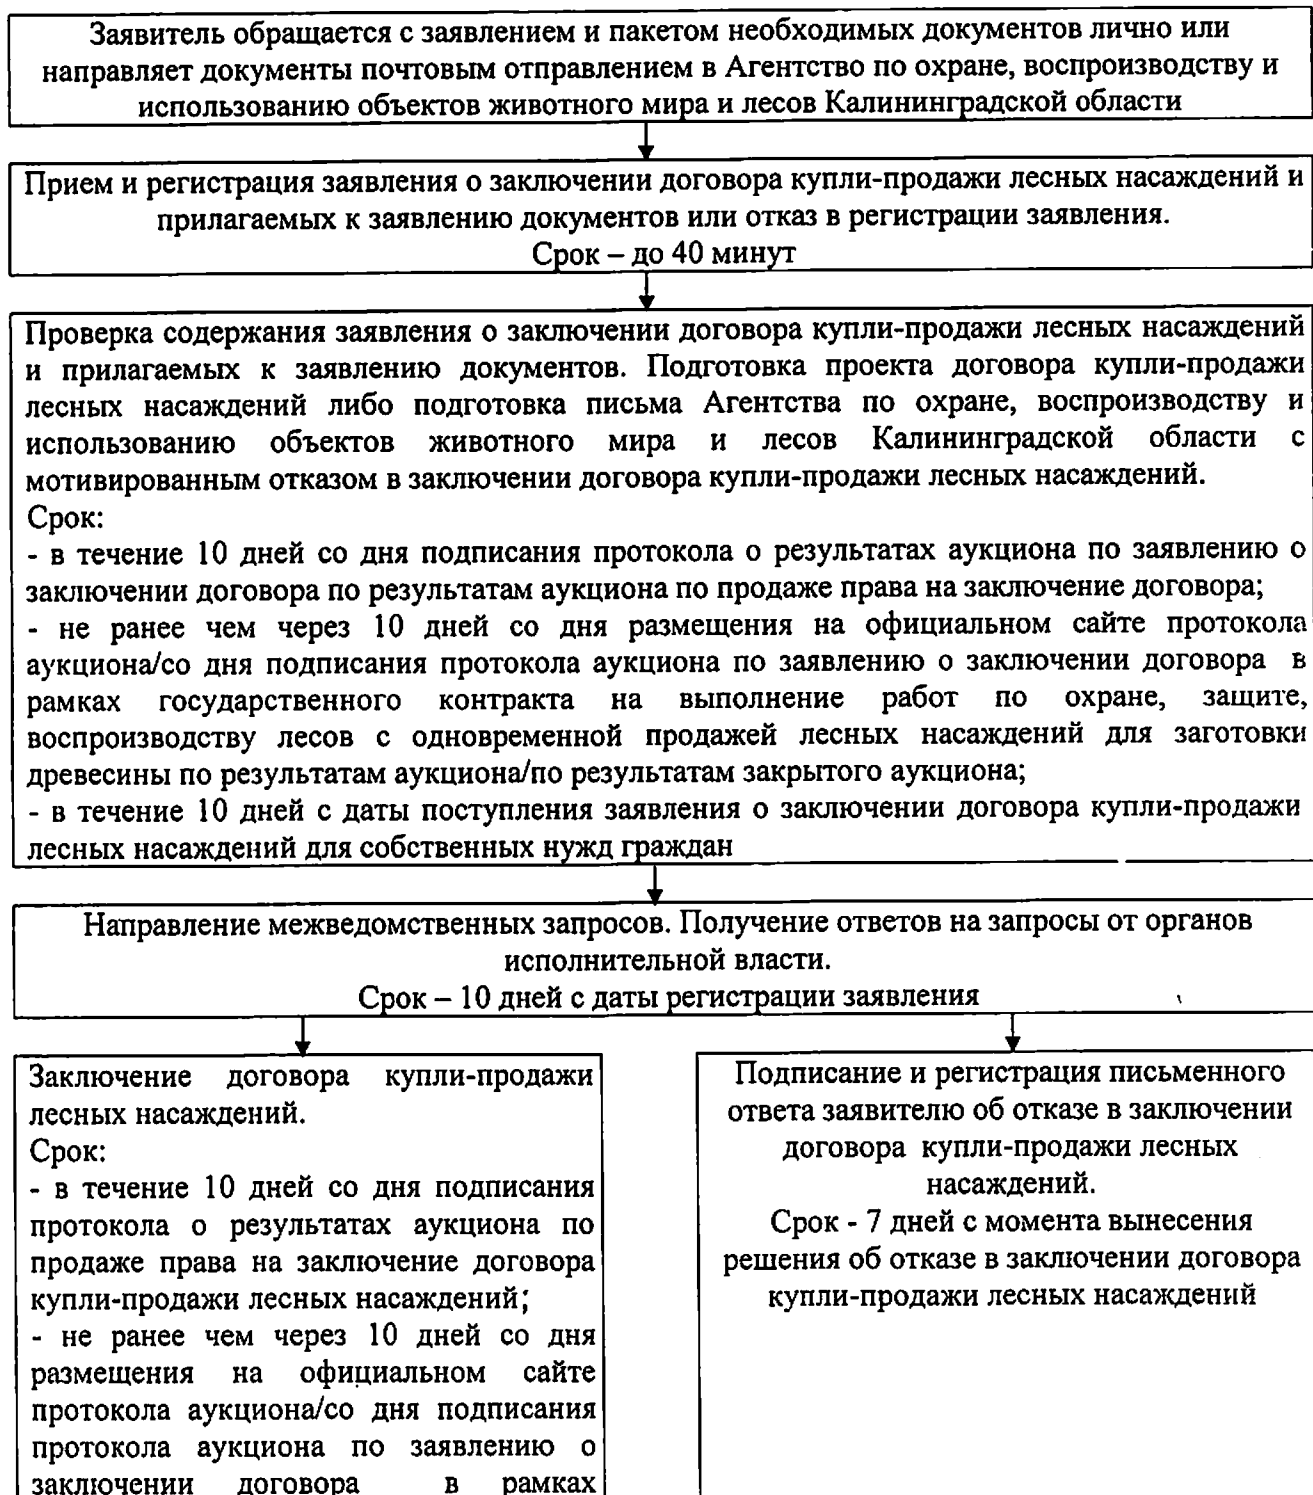 Заявитель обращается с заявлением и пакетом необходимых документов лично или
направляет документы почтовым отправлением в Агентство по охране, воспроизводству и
использованию объектов животного мира и лесов Калининградской области
Прием и регистрация заявления о заключении договора купли-продажи лесных насаждений и
прилагаемых к заявлению документов или отказ в регистрации заявления.
Срок – до 40 минут
Проверка содержания заявления о заключении договора купли-продажи лесных насаждений
и прилагаемых к заявлению документов. Подготовка проекта договора купли-продажи
лесных насаждений либо подготовка письма Агентства по охране, воспроизводству и
использованию объектов животного мира и лесов Калининградской области с
мотивированным отказом в заключении договора купли-продажи лесных насаждений.
Срок:
- в течение 10 дней со дня подписания протокола о результатах аукциона по заявлению о
заключении договора по результатам аукциона по продаже права на заключение договора;
- не ранее чем через 10 дней со дня размещения на официальном сайте протокола
аукциона/со дня подписания протокола аукциона по заявлению о заключении договора в
рамках государственного контракта на выполнение работ по охране, защите,
воспроизводству лесов с одновременной продажей лесных насаждений для заготовки
древесины по результатам аукциона/по результатам закрытого аукциона;
- в течение 10 дней с даты поступления заявления о заключении договора купли-продажи
лесных насаждений для собственных нужд граждан
Направление межведомственных запросов. Получение ответов на запросы от органов
исполнительной власти.
Срок – 10 дней с даты регистрации заявления
Заключение договора купли-продажи
лесных насаждений.
Срок:
- в течение 10 дней со дня подписания
протокола о результатах аукциона по
продаже права на заключение договора
купли-продажи лесных насаждений;
- не ранее чем через 10 дней со дня
размещения на официальном сайте
протокола аукциона/со дня подписания
протокола аукциона по заявлению о
заключении договора в рамках
Подписание и регистрация письменного
ответа заявителю об отказе в заключении
договора купли-продажи лесных
насаждений.
Срок - 7 дней с момента вынесения
решения об отказе в заключении договора
купли-продажи лесных насаждений